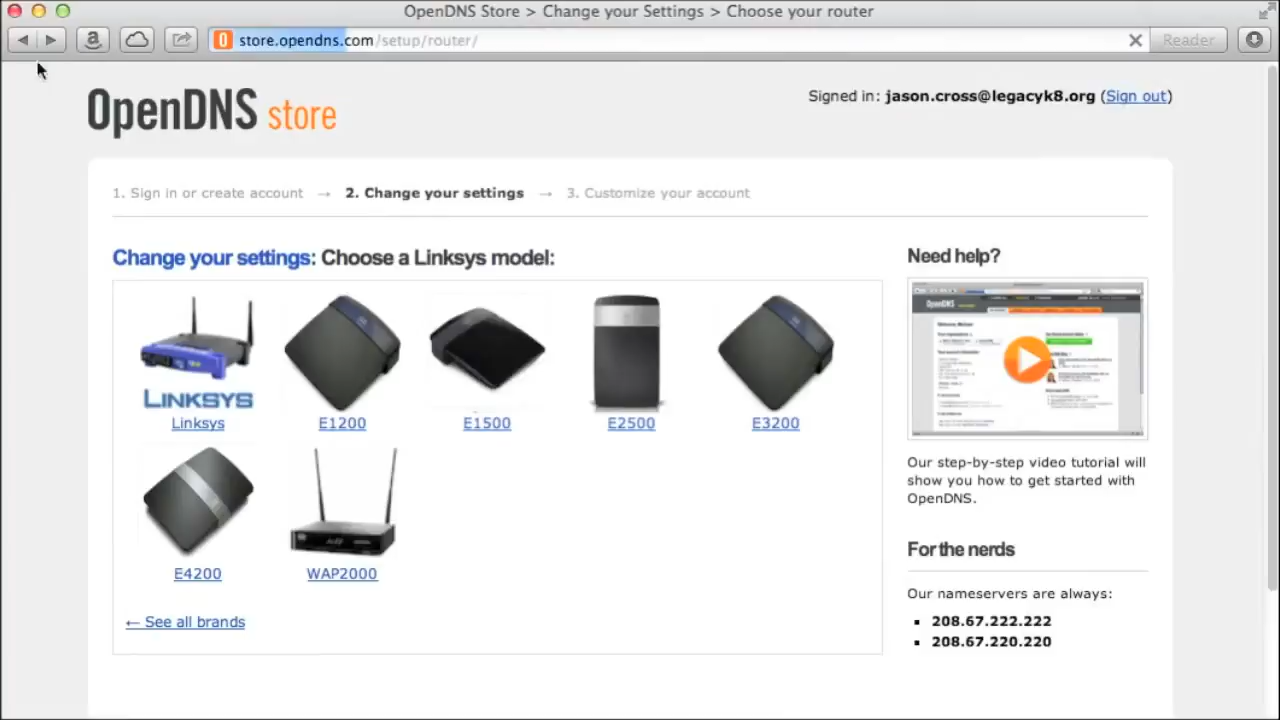 OpenDNS Store > Change your Settings > Choose your router
store.opendns.com/setup/router/
Reader
OpenDNS store
Signed in: jason.cross@legacyk8.org (Sign out)
1. Sign in or create account → 2. Change your settings → 3. Customize your account
Change your settings: Choose a Linksys model:
LINKSYS
Linksys
E1200
E1500
E2500
E3200
E4200
WAP2000
← See all brands
Need help?
OpenDNS
Our step-by-step video tutorial will
show you how to get started with
OpenDNS.
For the nerds
Our nameservers are always:
▪ 208.67.222.222
▪ 208.67.220.220